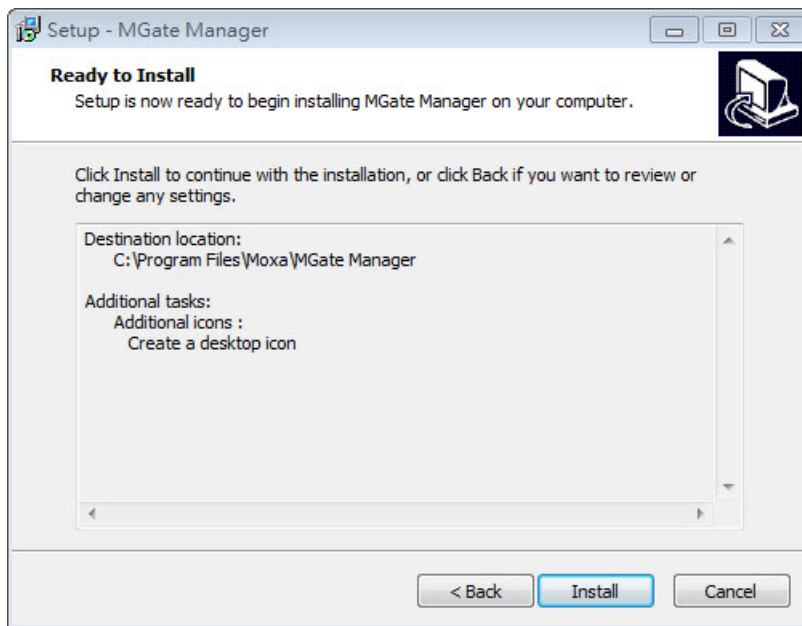 Setup - MGate Manager
Ready to Install
Setup is now ready to begin installing MGate Manager on your computer.
Click Install to continue with the installation, or click Back if you want to review or
change any settings.
Destination location:
C:\Program Files\Moxa\MGate Manager
Additional tasks:
Additional icons :
Create a desktop icon
< Back
Install
Cancel